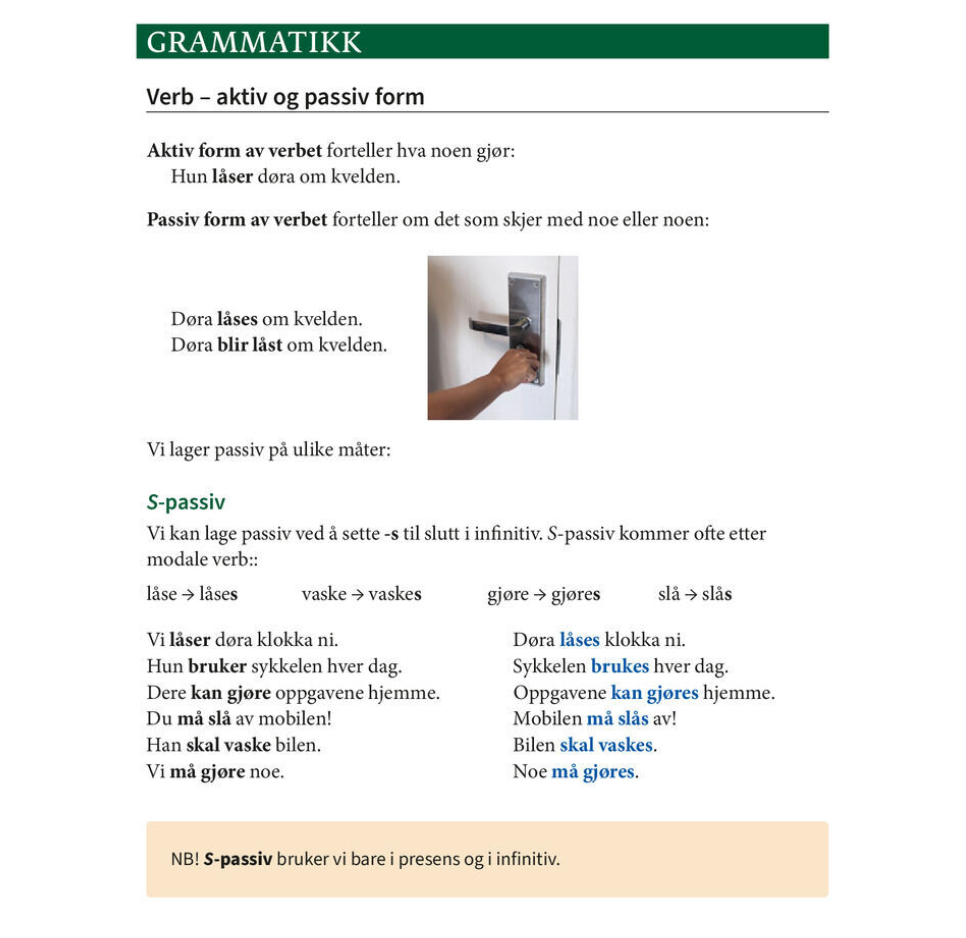 GRAMMATIKK
Verb – aktiv og passiv form
Aktiv form av verbet forteller hva noen gjør:
Hun låser døra om kvelden.
Passiv form av verbet forteller om det som skjer med noe eller noen:
Døra låses om kvelden.
Døra blir låst om kvelden.
Vi lager passiv på ulike måter:
S-passiv
Vi kan lage passiv ved å sette -s til slutt i infinitiv. S-passiv kommer ofte etter
modale verb::
låse → låses vaske → vaskes gjøre → gjøres slå → slås
Vi låser døra klokka ni. Døra låses klokka ni.
Hun bruker sykkelen hver dag. Sykkelen brukes hver dag.
Dere kan gjøre oppgavene hjemme. Oppgavene kan gjøres hjemme.
Du må slå av mobilen! Mobilen må slås av!
Han skal vaske bilen. Bilen skal vaskes.
Vi må gjøre noe. Noe må gjøres.
NB! S-passiv bruker vi bare i presens og i infinitiv.